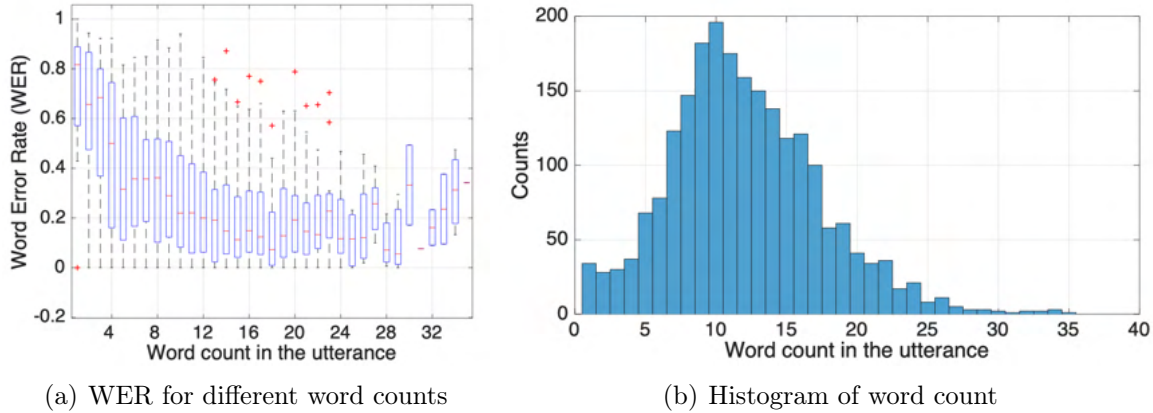 1
0.8
0.6
0.4
0.2
0
-0.2
Word Error Rate (WER)
4 8 12 16 20 24 28 32
Word count in the utterance
(a) WER for different word counts
200
150
100
50
0
Counts
0 5 10 15 20 25 30 35 40
Word count in the utterance
(b) Histogram of word count